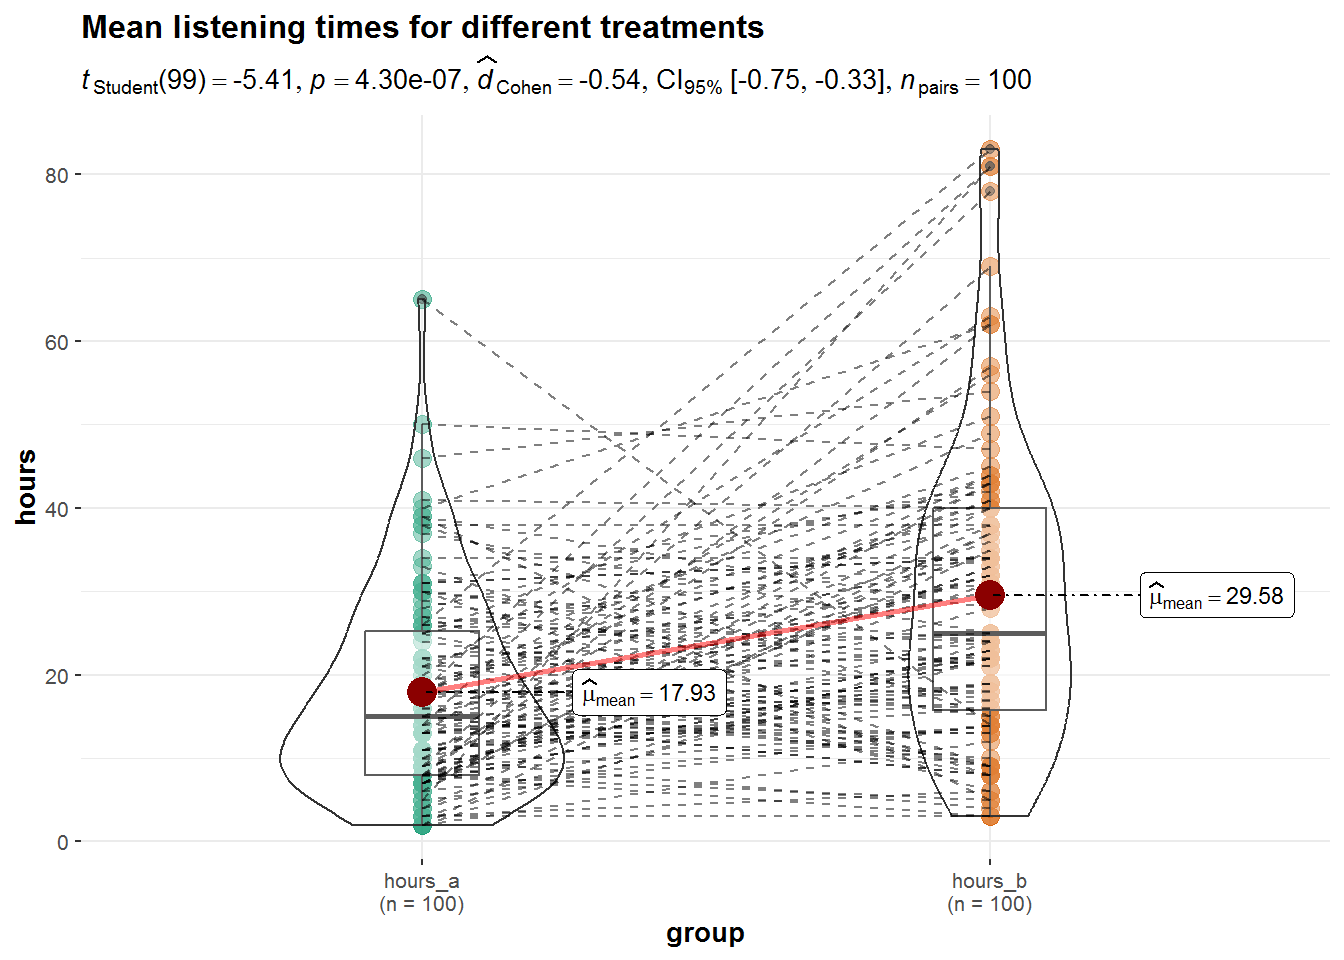 Mean listening times for different treatments
t Student(99) = -5.41, p = 4.30e-07, d̂ Cohen = -0.54, CI95% [-0.75, -0.33], n pairs = 100
hours
80
60
40
20
0
μ̂ mean = 17.93
μ̂ mean = 29.58
hours_a
(n = 100)
hours_b
(n = 100)
group